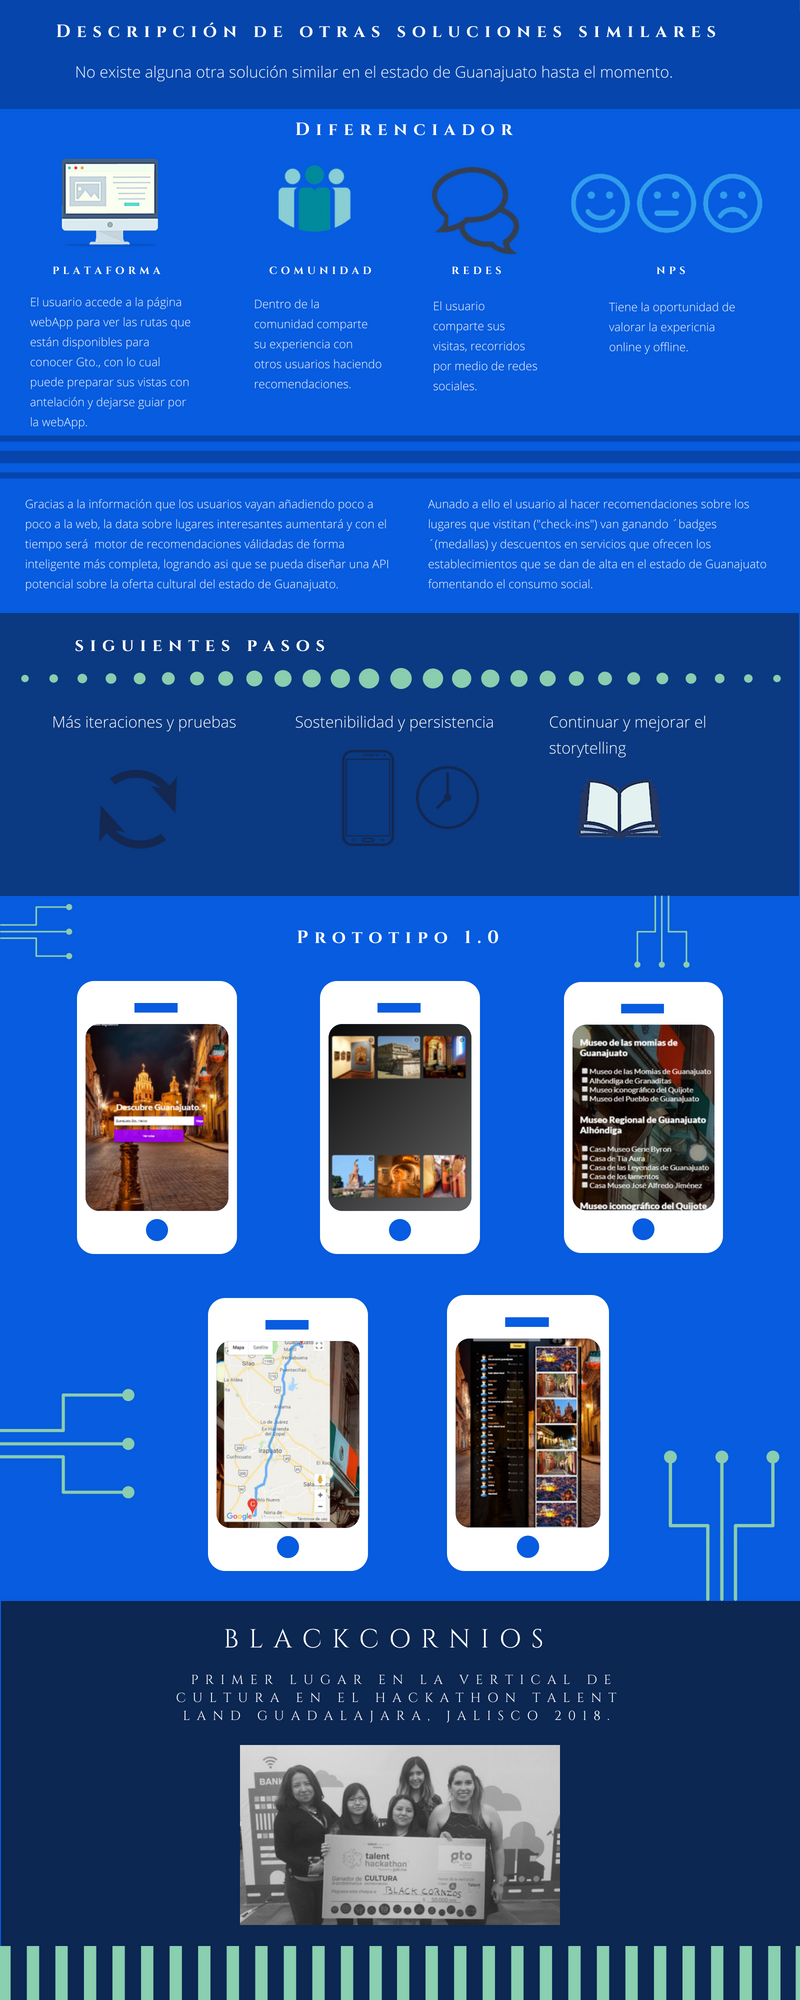 Descripción de otras soluciones similares
No existe alguna otra solución similar en el estado de Guanajuato hasta el momento.
Diferenciador
PLATAFORMA
El usuario accede a la página
webApp para ver las rutas que
están disponibles para
conocer Gto., con lo cual
puede preparar sus vistas con
antelación y dejarse guiar por
la webApp.
COMUNIDAD
Dentro de la
comunidad comparte
su experiencia con
otros usuarios haciendo
recomendaciones.
REDES
El usuario
comparte sus
visitas, recorridos
por medio de redes
sociales.
NPS
Tiene la oportunidad de
valorar la expericnia
online y offline.
Gracias a la información que los usuarios vayan añadiendo poco a
poco a la web, la data sobre lugares interesantes aumentará y con el
tiempo será motor de recomendaciones válidadas de forma
inteligente más completa, logrando asi que se pueda diseñar una API
potencial sobre la oferta cultural del estado de Guanajuato.
Aunado a ello el usuario al hacer recomendaciones sobre los
lugares que vistitan ("check-ins") van ganando ´badges
´(medallas) y descuentos en servicios que ofrecen los
establecimientos que se dan de alta en el estado de Guanajuato
fomentando el consumo social.
SIGUIENTES PASOS
Más iteraciones y pruebas
Sostenibilidad y persistencia
Continuar y mejorar el
storytelling
Prototipo 1.0
¡Descubre Guanajuato.
Museo de las momias de
Guanajuato
Museo de las Momias de Guanajuato
Alhóndiga de Granaditas
Museo Iconográfico del Quijote
Museo del Pueblo de Guanajuato
Museo Regional de Guanajuato
Alhóndiga
Casa Museo Gene Byron
Casa de Tía Aura
Casa de las Leyendas de Guanajuato
Casa de los lamentos
Casa Museo José Alfredo Jiménez
Museo iconográfico del Quijote
Mapa
Satélite
Silao
La Aldea
Irapuato
Cuerámaro
Google
Términos de uso
BLACKCORNIOS
PRIMER LUGAR EN LA VERTICAL DE
CULTURA EN EL HACKATHON TALENT
LAND GUADALAJARA, JALISCO 2018.
BANK
talent
hackathon
gto
Ganador de CULTURA
BLACK CORNIOS